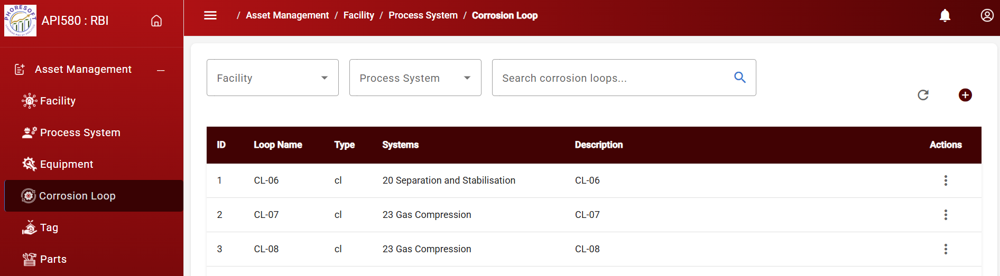 PHORESOFT
API580 : RBI
/ Asset Management / Facility / Process System / Corrosion Loop
Asset Management
Facility
Process System
Equipment
Corrosion Loop
Tag
Parts
Facility
Process System
Search corrosion loops...
ID Loop Name Type Systems Description Actions
1 CL-06 cl 20 Separation and Stabilisation CL-06
2 CL-07 cl 23 Gas Compression CL-07
3 CL-08 cl 23 Gas Compression CL-08